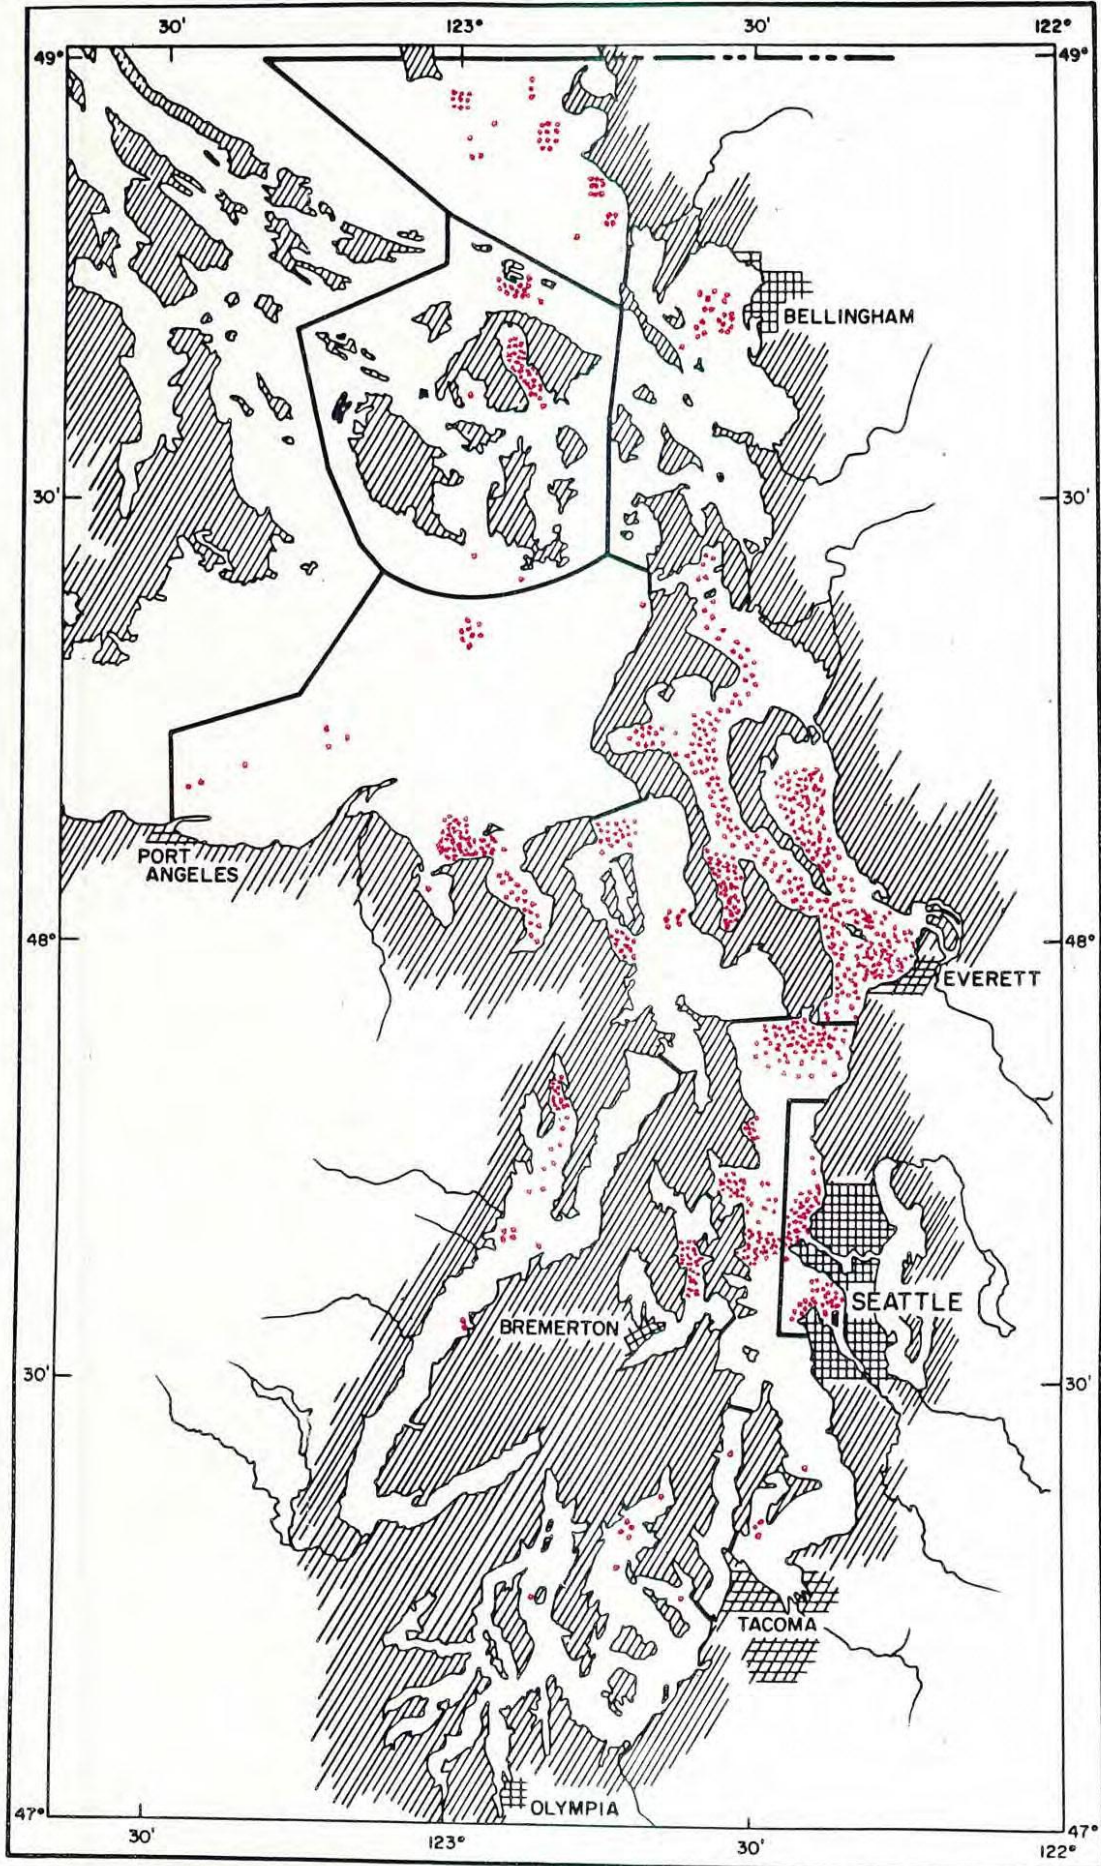 30' 123° 30' 122°
49° 49°
BELLINGHAM
30' 30'
PORT
ANGELES
48° 48°
EVERETT
SEATTLE
BREMERTON
30' 30'
TACOMA
OLYMPIA
47° 47°
30' 123° 30' 122°